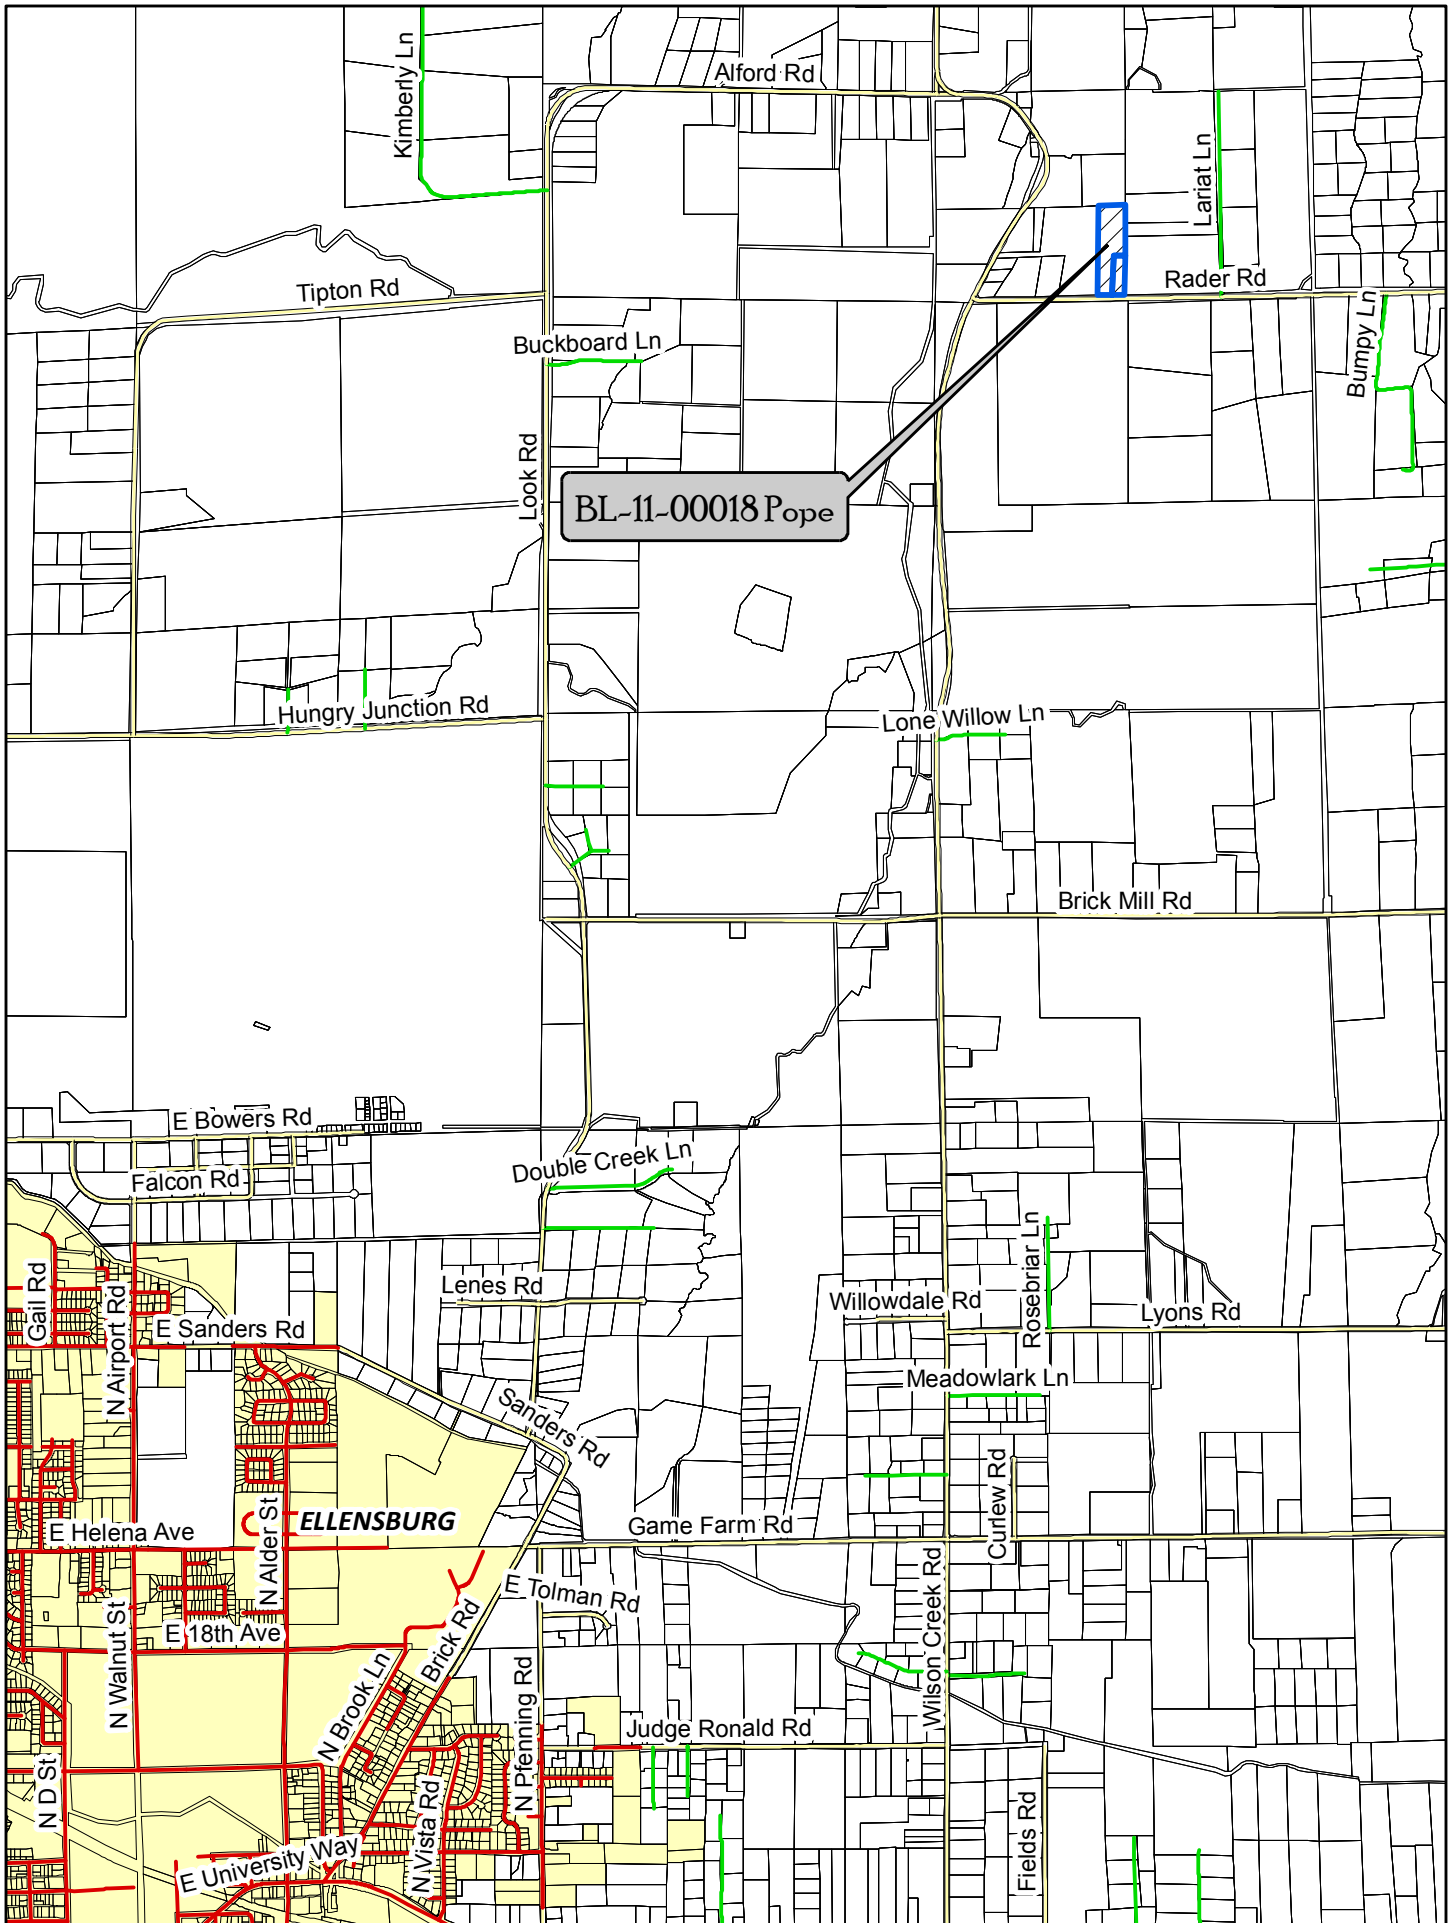 Kimberly Ln
Alford Rd
Lariat Ln
Tipton Rd
Rader Rd
Buckboard Ln
Bumpy Ln
Look Rd
BL-11-00018 Pope
Hungry Junction Rd
Lone Willow Ln
Brick Mill Rd
E Bowers Rd
Double Creek Ln
Falcon Rd
Gail Rd
N Airport Rd
Lenes Rd
Willowdale Rd
Rosebriar Ln
Lyons Rd
E Sanders Rd
Meadowlark Ln
Sanders Rd
Curlew Rd
ELLENSBURG
E Helena Ave
N Alder St
Game Farm Rd
E Tolman Rd
Wilson Creek Rd
E 18th Ave
N Walnut St
Brick Rd
N Brook Ln
N Pfenning Rd
Judge Ronald Rd
N D St
N Vista Rd
Fields Rd
E University Way